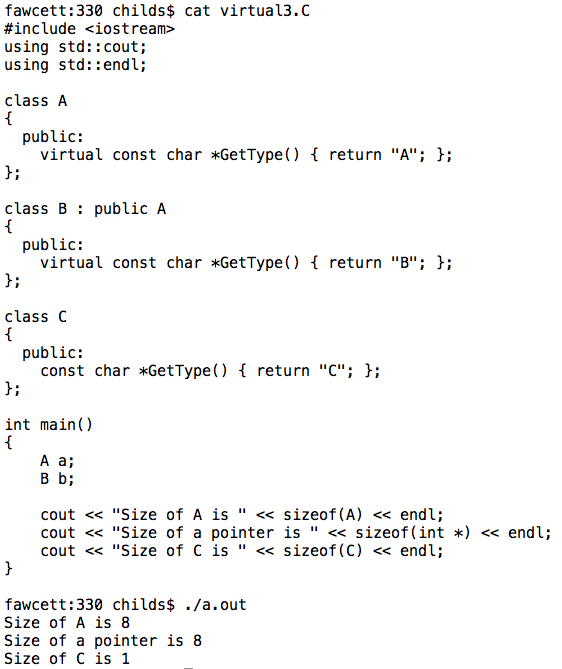 fawcett:330 childs$ cat virtual3.C
#include <iostream>
using std::cout;
using std::endl;

class A
{
  public:
    virtual const char *GetType() { return "A"; };
};

class B : public A
{
  public:
    virtual const char *GetType() { return "B"; };
};

class C
{
  public:
    const char *GetType() { return "C"; };
};

int main()
{
    A a;
    B b;

    cout << "Size of A is " << sizeof(A) << endl;
    cout << "Size of a pointer is " << sizeof(int *) << endl;
    cout << "Size of C is " << sizeof(C) << endl;
}

fawcett:330 childs$ ./a.out
Size of A is 8
Size of a pointer is 8
Size of C is 1